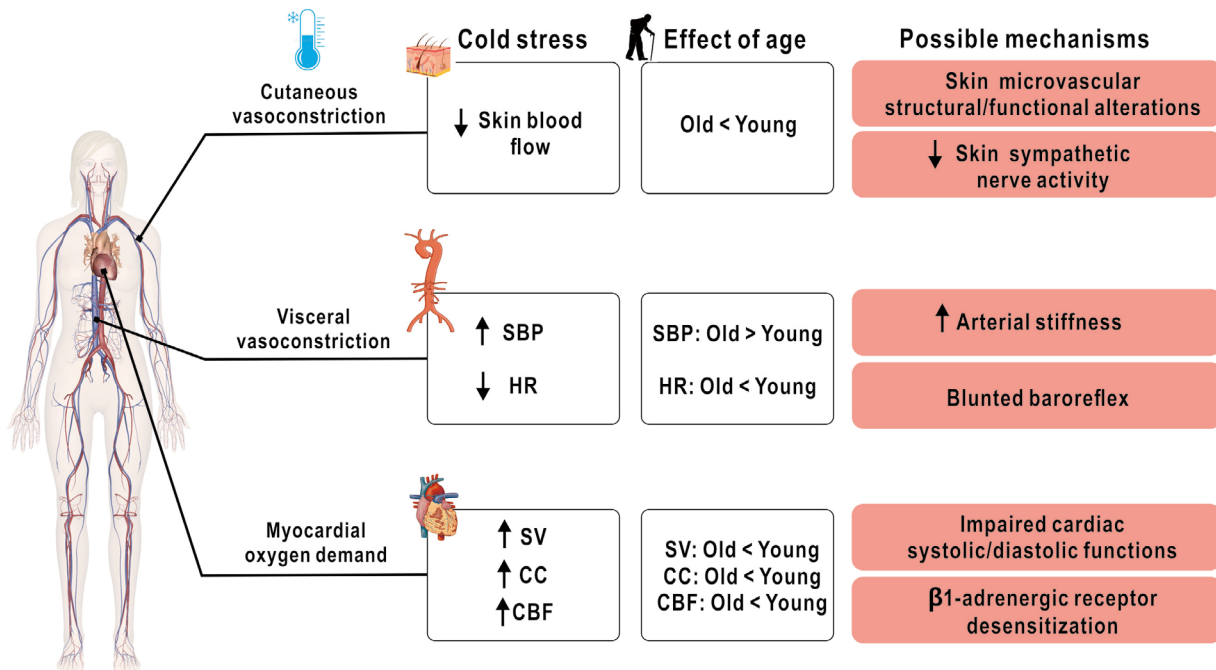 Cold stress
Effect of age
Possible mechanisms
Cutaneous
vasoconstriction
↓ Skin blood
flow
Old < Young
Skin microvascular
structural/functional alterations
↓ Skin sympathetic
nerve activity
Visceral
vasoconstriction
↑ SBP
↓ HR
SBP: Old > Young
HR: Old < Young
↑ Arterial stiffness
Blunted baroreflex
Myocardial
oxygen demand
↑ SV
↑ CC
↑ CBF
SV: Old < Young
CC: Old < Young
CBF: Old < Young
Impaired cardiac
systolic/diastolic functions
β1-adrenergic receptor
desensitization